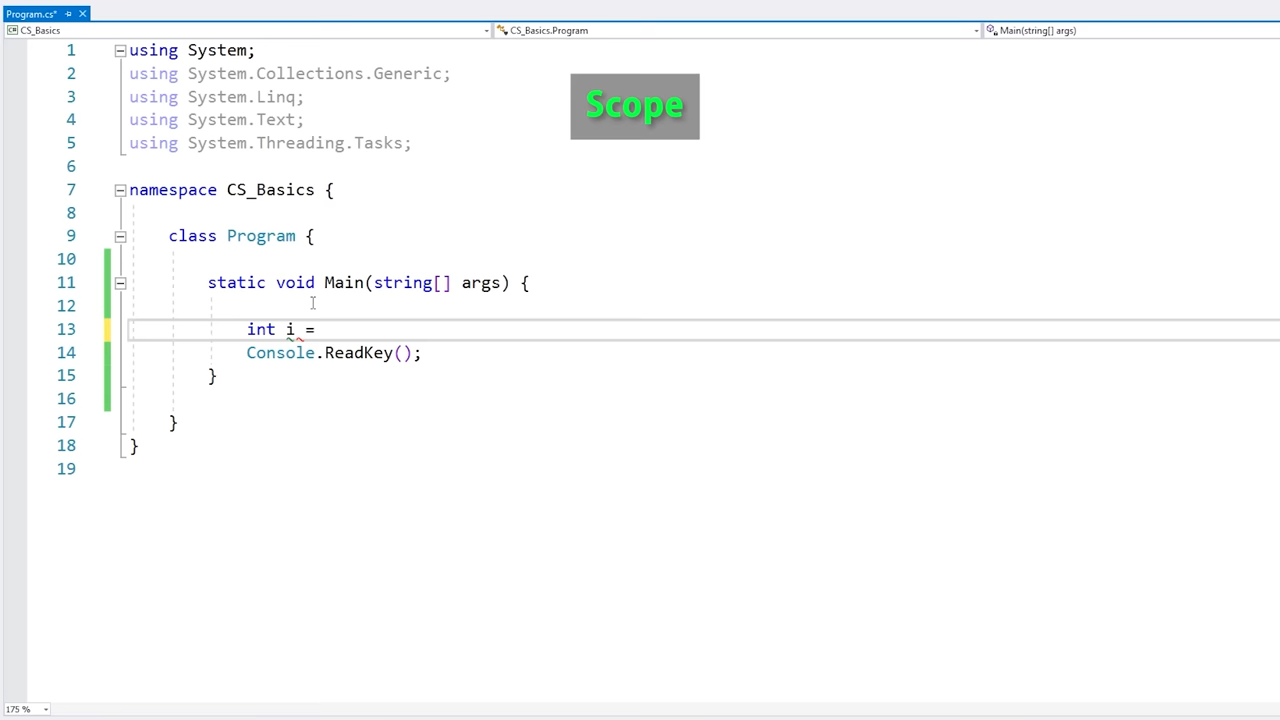 Program.cs*
CS_Basics CS_Basics.Program Main(string[] args)
1 using System;
2 using System.Collections.Generic;
3 using System.Linq;
4 using System.Text;
5 using System.Threading.Tasks;
6
7 namespace CS_Basics {
8
9 class Program {
10
11 static void Main(string[] args) {
12
13 int i =
14 Console.ReadKey();
15 }
16
17 }
18 }
19
Scope
175 %